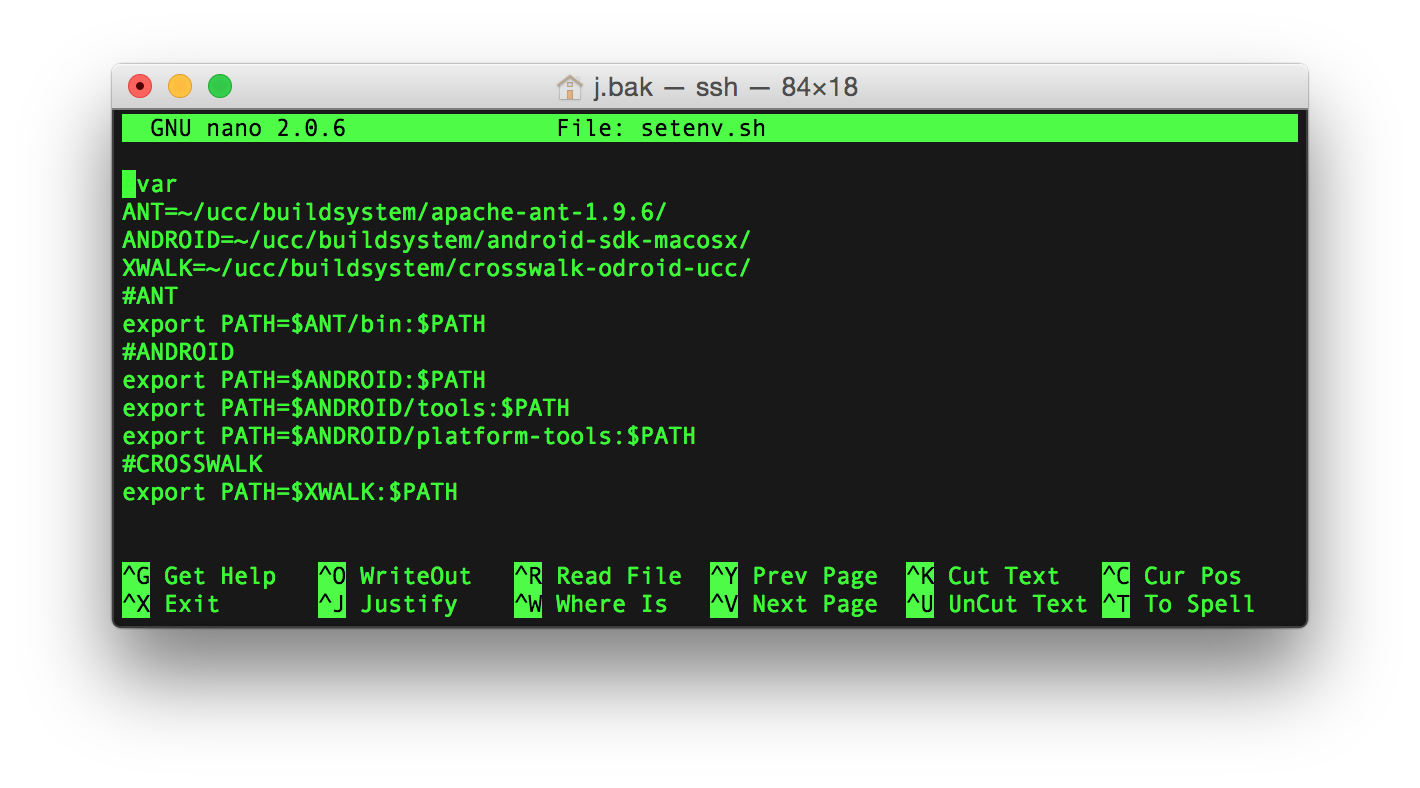 j.bak — ssh — 84×18
GNU nano 2.0.6 File: setenv.sh
var
ANT=~/ucc/buildsystem/apache-ant-1.9.6/
ANDROID=~/ucc/buildsystem/android-sdk-macosx/
XWALK=~/ucc/buildsystem/crosswalk-odroid-ucc/
#ANT
export PATH=$ANT/bin:$PATH
#ANDROID
export PATH=$ANDROID:$PATH
export PATH=$ANDROID/tools:$PATH
export PATH=$ANDROID/platform-tools:$PATH
#CROSSWALK
export PATH=$XWALK:$PATH
^G Get Help ^O WriteOut ^R Read File ^Y Prev Page ^K Cut Text ^C Cur Pos
^X Exit ^J Justify ^W Where Is ^V Next Page ^U UnCut Text ^T To Spell